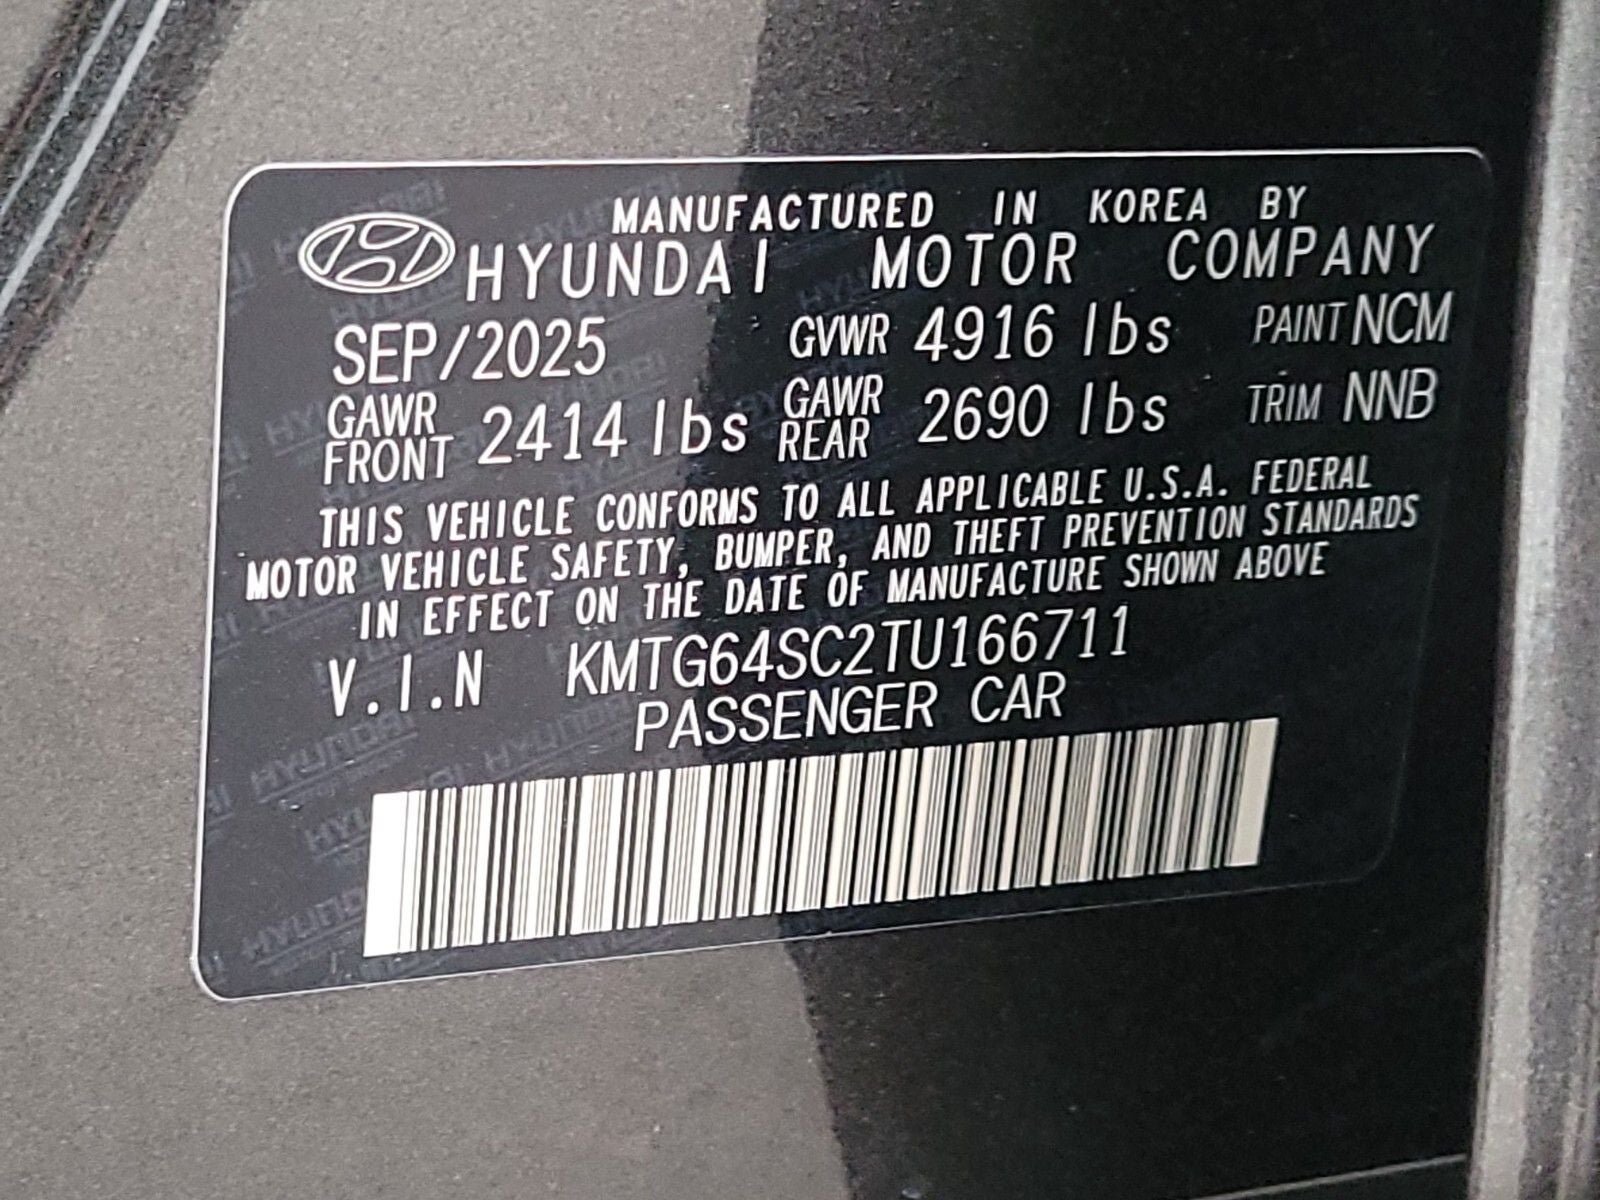 MANUFACTURED IN KOREA BY
HYUNDAI MOTOR COMPANY
SEP/2025 GVWR 4916 lbs PAINT NCM
GAWR FRONT 2414 lbs GAWR REAR 2690 lbs TRIM NNB
THIS VEHICLE CONFORMS TO ALL APPLICABLE U.S.A. FEDERAL
MOTOR VEHICLE SAFETY, BUMPER, AND THEFT PREVENTION STANDARDS
IN EFFECT ON THE DATE OF MANUFACTURE SHOWN ABOVE
V.I.N KMTG64SC2TU166711
PASSENGER CAR